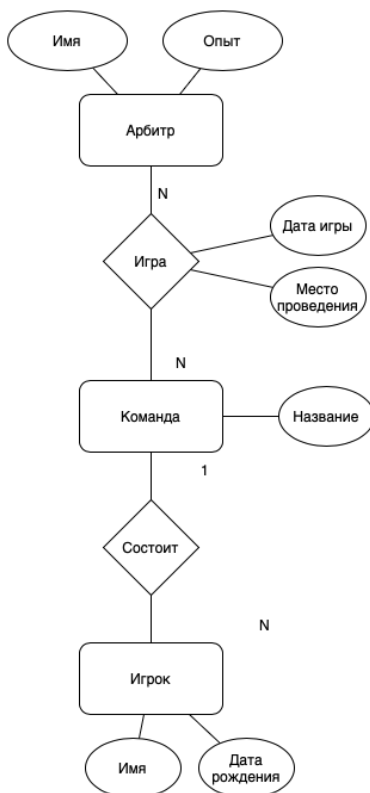 Имя
Опыт
Арбитр
N
Дата игры
Игра
Место
проведения
N
Команда
Название
1
Состоит
N
Игрок
Имя
Дата
рождения